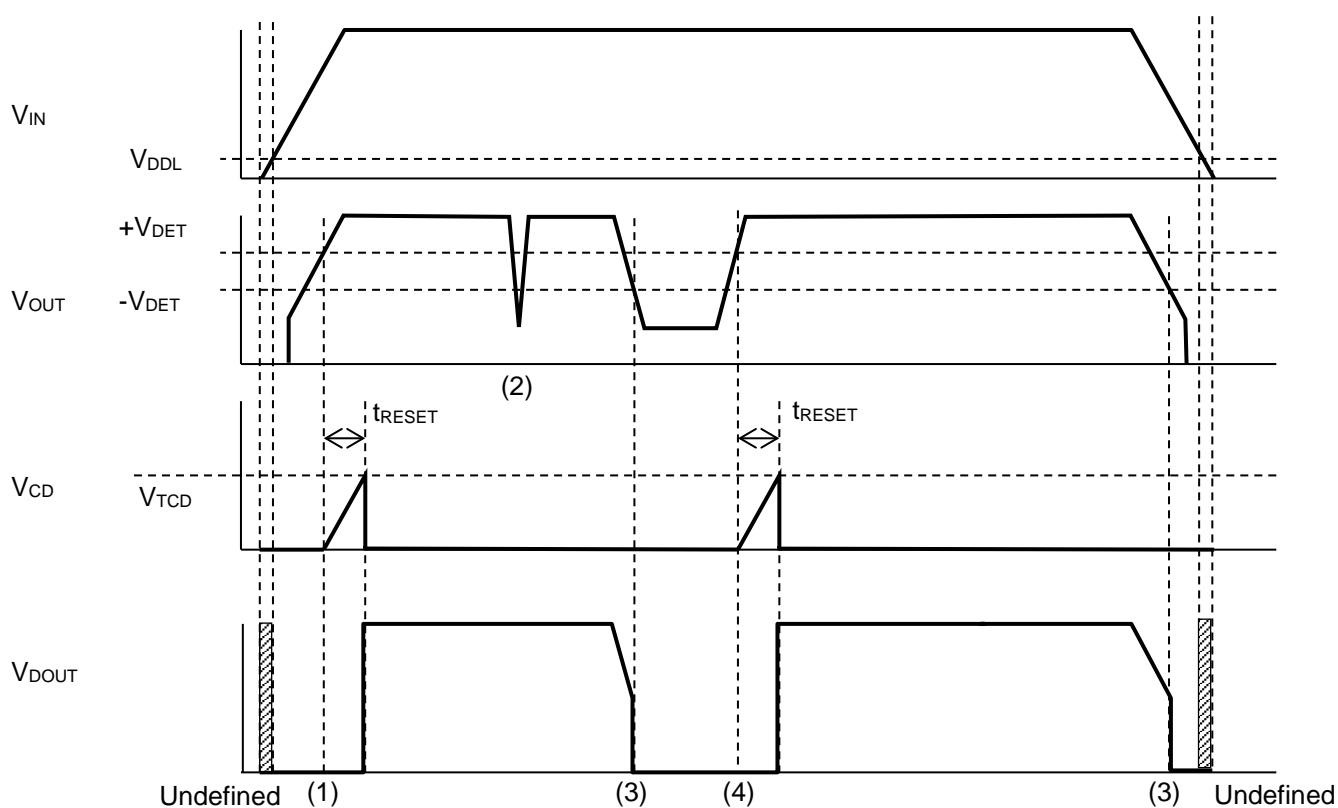 VIN
VDDL
+VDET
VOUT
-VDET
(2)
tRESET
tRESET
VCD
VTCD
VDOUT
Undefined
(1)
(3)
(4)
(3)
Undefined